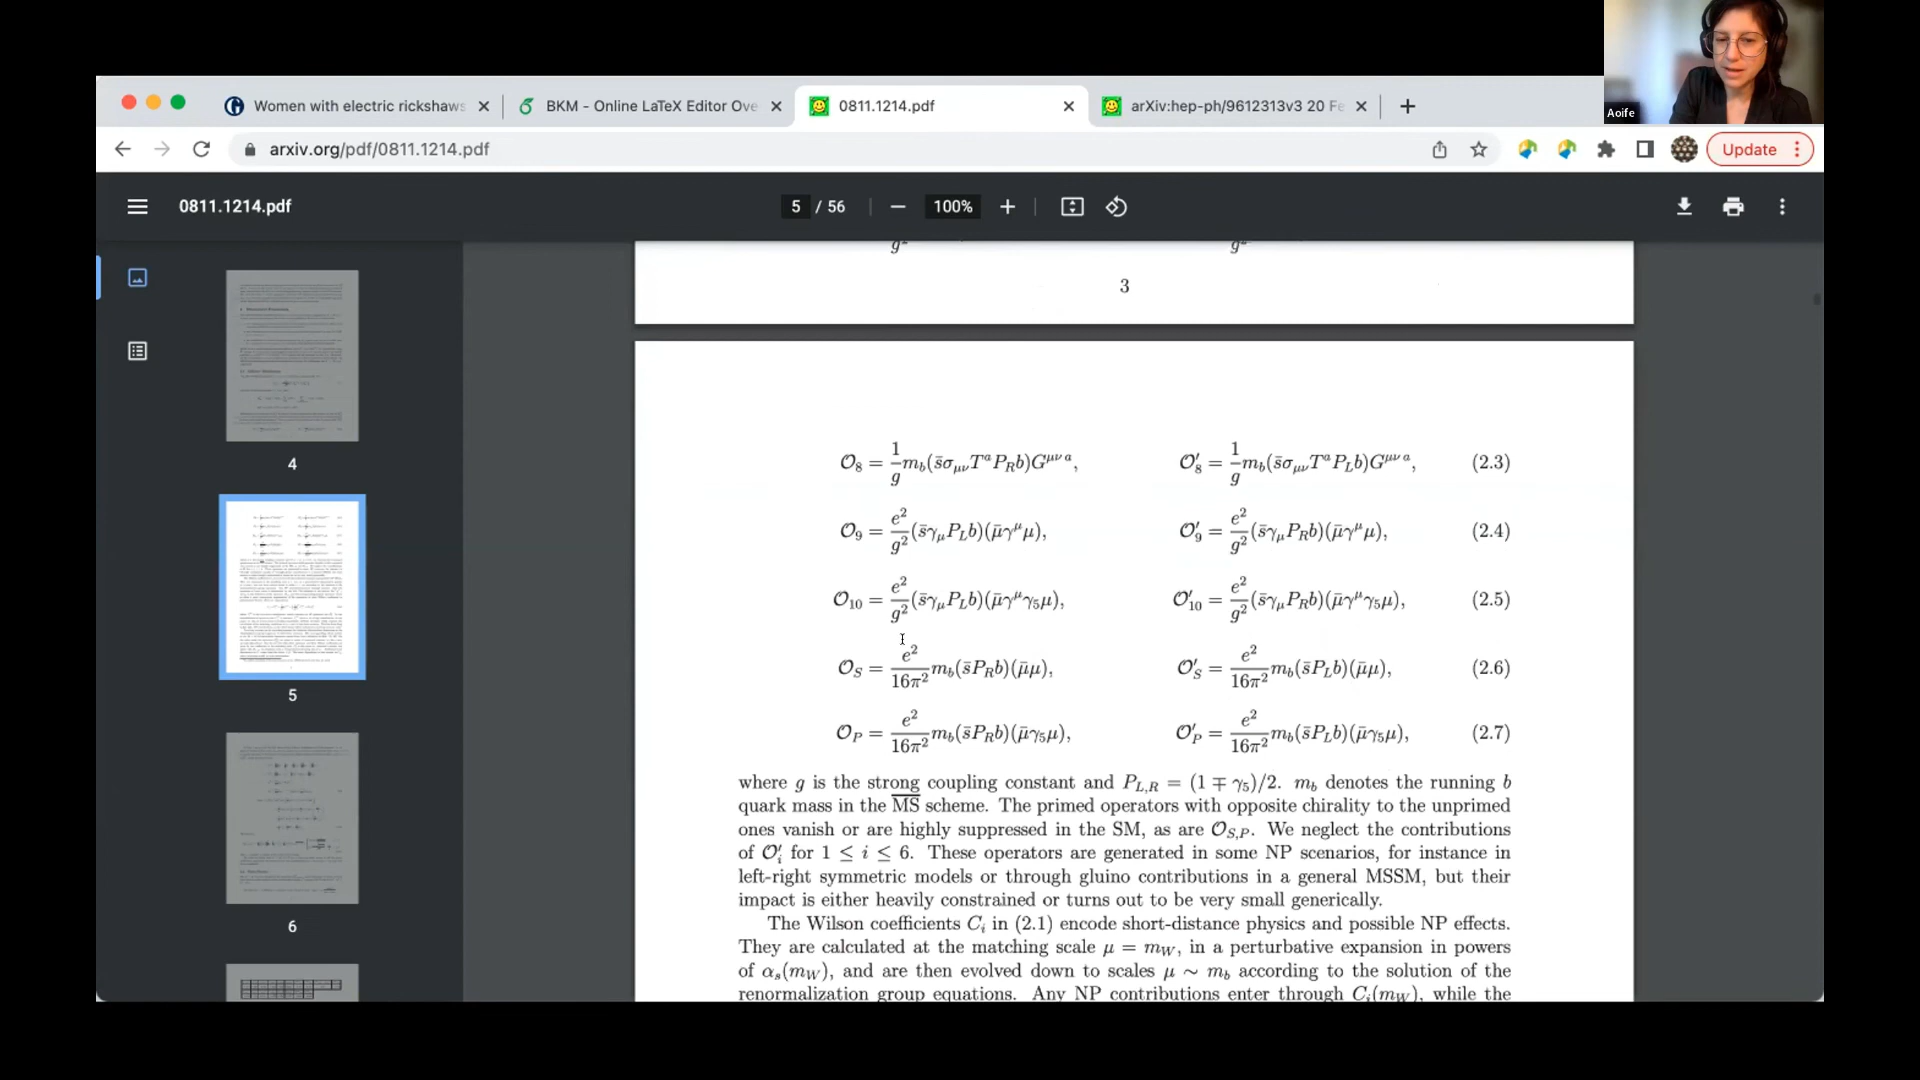 Women with electric rickshaws
BKM - Online LaTeX Editor Ove
0811.1214.pdf
arXiv:hep-ph/9612313v3 20 Fe
Aoife
arxiv.org/pdf/0811.1214.pdf
Update
0811.1214.pdf
5 / 56
100%
4
5
6
3
𝒪₈ = 1/g m_b(s̄σ_μν T^a P_R b)G^{μν a}, 𝒪′₈ = 1/g m_b(s̄σ_μν T^a P_L b)G^{μν a}, (2.3)
𝒪₉ = e²/g² (s̄γ_μ P_L b)(μ̄γ^μ μ), 𝒪′₉ = e²/g² (s̄γ_μ P_R b)(μ̄γ^μ μ), (2.4)
𝒪₁₀ = e²/g² (s̄γ_μ P_L b)(μ̄γ^μ γ₅μ), 𝒪′₁₀ = e²/g² (s̄γ_μ P_R b)(μ̄γ^μ γ₅μ), (2.5)
𝒪_S = e²/16π² m_b(s̄P_R b)(μ̄μ), 𝒪′_S = e²/16π² m_b(s̄P_L b)(μ̄μ), (2.6)
𝒪_P = e²/16π² m_b(s̄P_R b)(μ̄γ₅μ), 𝒪′_P = e²/16π² m_b(s̄P_L b)(μ̄γ₅μ), (2.7)
where g is the strong coupling constant and P_{L,R} = (1 ∓ γ₅)/2. m_b denotes the running b
quark mass in the M̅S̅ scheme. The primed operators with opposite chirality to the unprimed
ones vanish or are highly suppressed in the SM, as are 𝒪_{S,P}. We neglect the contributions
of 𝒪′_i for 1 ≤ i ≤ 6. These operators are generated in some NP scenarios, for instance in
left-right symmetric models or through gluino contributions in a general MSSM, but their
impact is either heavily constrained or turns out to be very small generically.
The Wilson coefficients C_i in (2.1) encode short-distance physics and possible NP effects.
They are calculated at the matching scale μ = m_W, in a perturbative expansion in powers
of α_s(m_W), and are then evolved down to scales μ ∼ m_b according to the solution of the
renormalization group equations. Any NP contributions enter through C_i(m_W), while the